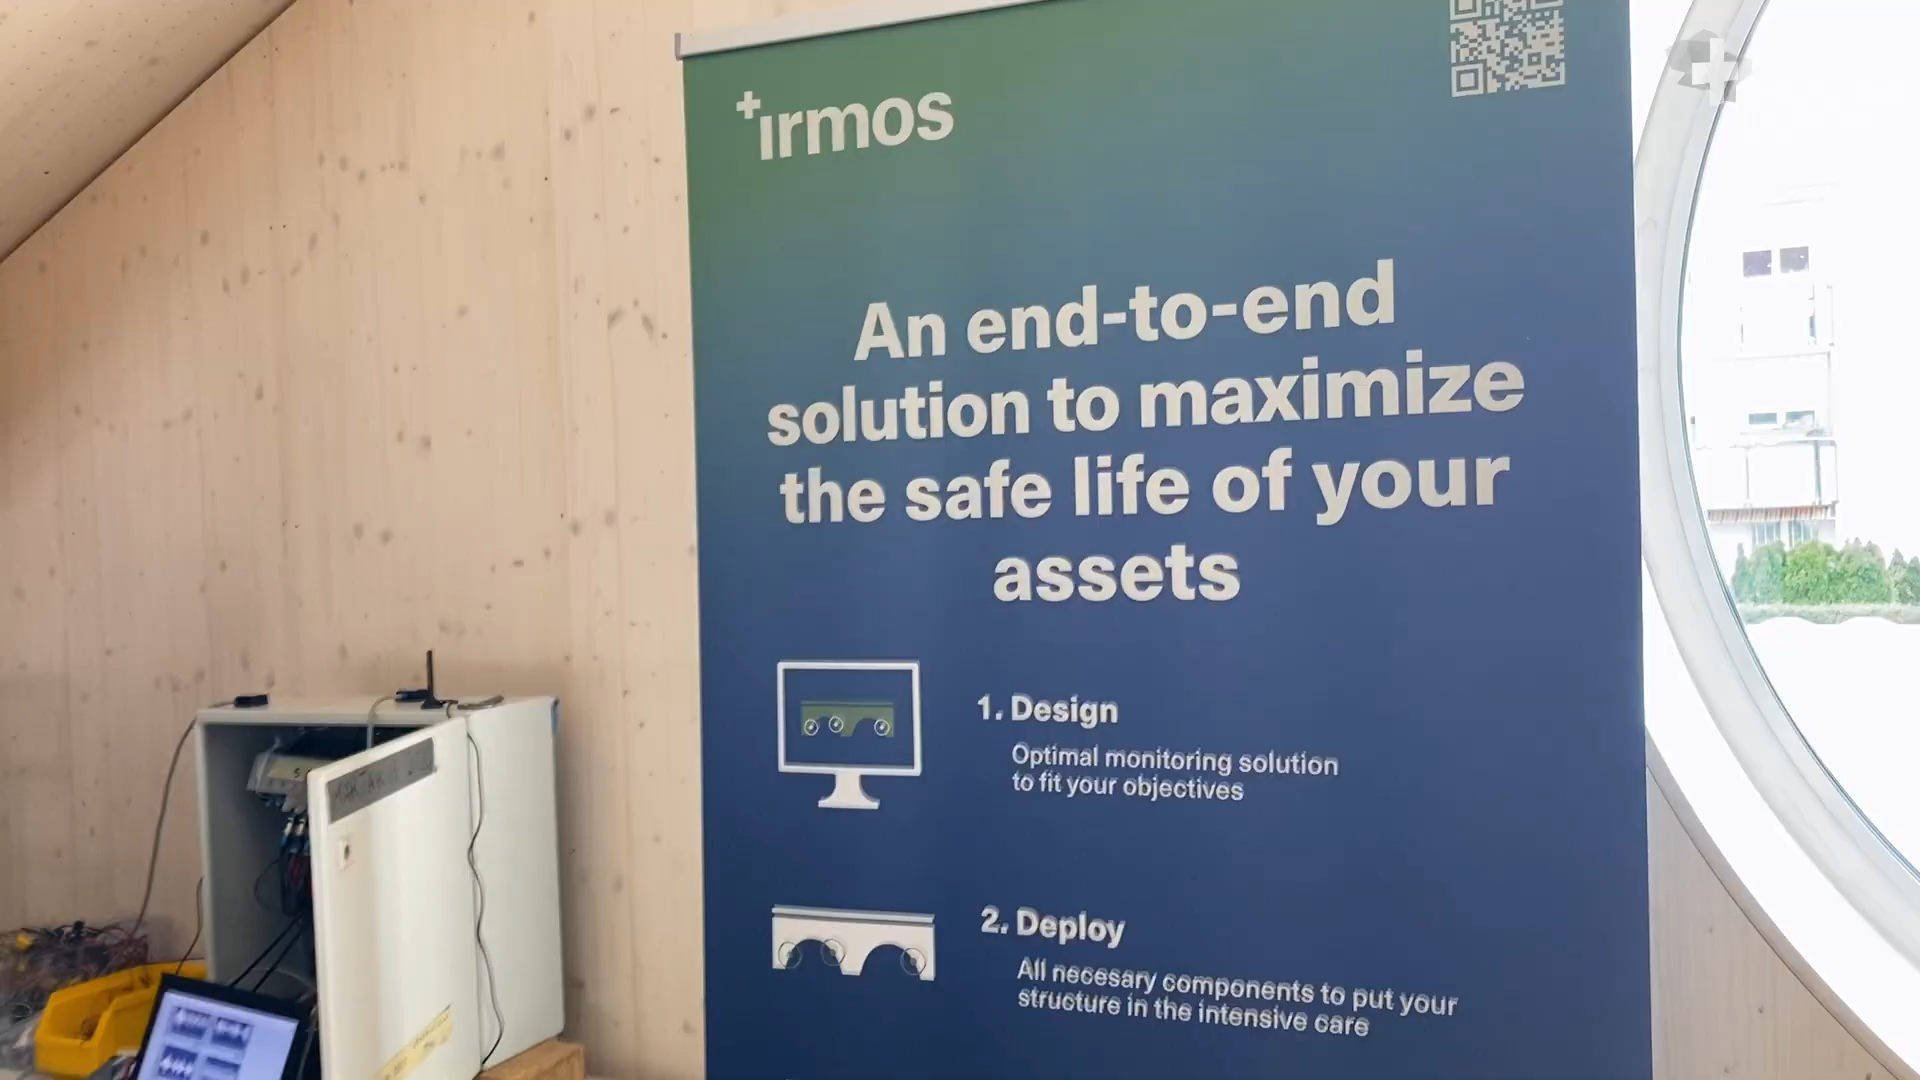 +irmos
An end-to-end
solution to maximize
the safe life of your
assets
1. Design
Optimal monitoring solution
to fit your objectives
2. Deploy
All necesary components to put your
structure in the intensive care